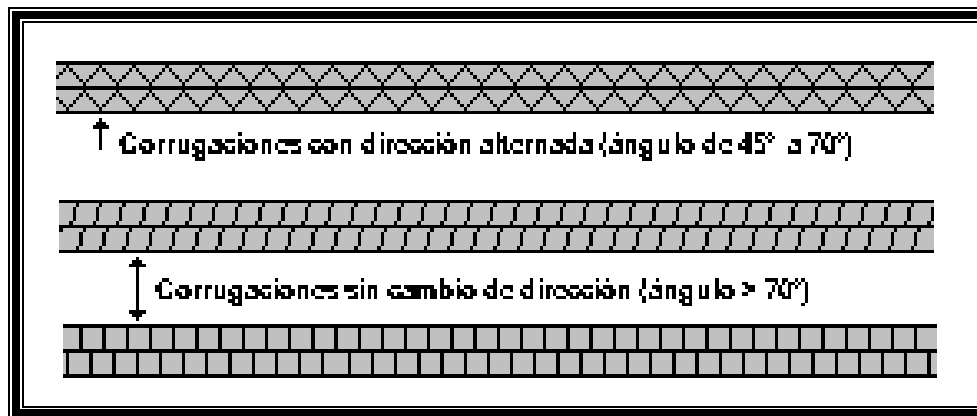 Corrugaciones con dirección alternada (ángulo de 45° a 70°)
Corrugaciones sin cambio de dirección (ángulo > 70°)